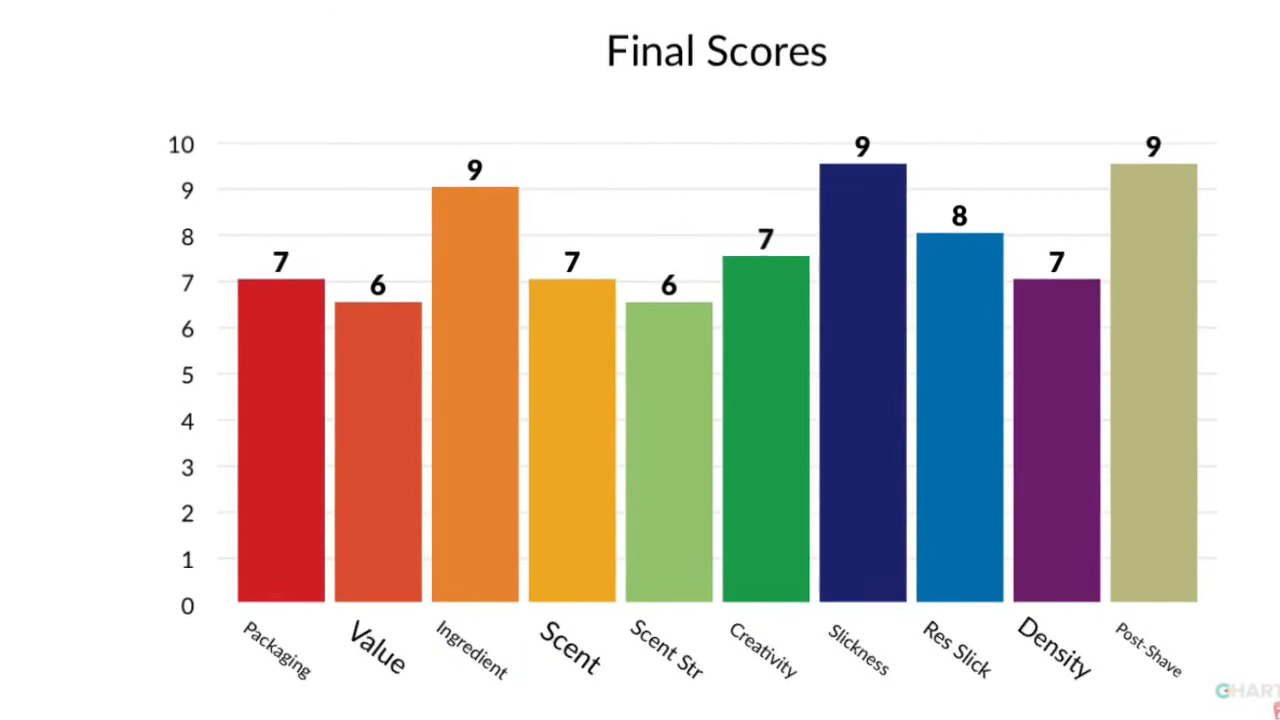 Final Scores
10
9
8
7
6
5
4
3
2
1
0
7
6
9
7
6
7
9
8
7
9
Packaging
Value
Ingredient
Scent
Scent Str
Creativity
Slickness
Res Slick
Density
Post-Shave
CHART